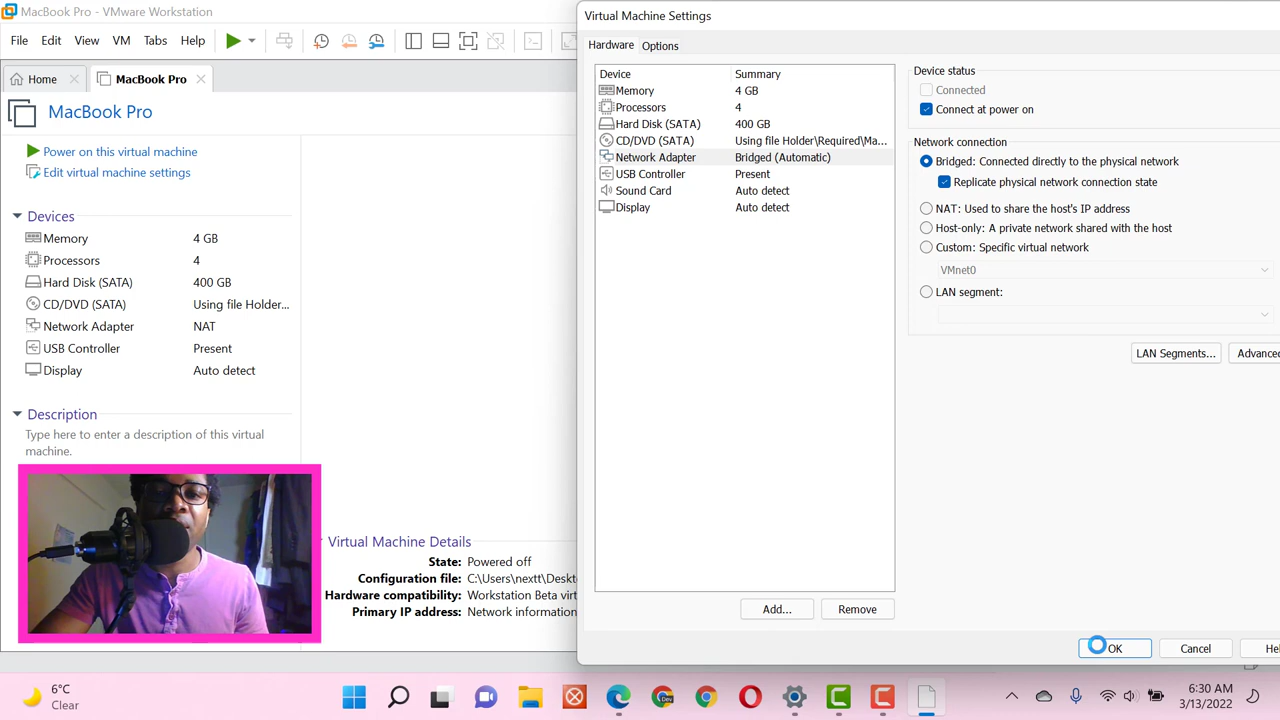 MacBook Pro - VMware Workstation
File Edit View VM Tabs Help
Home
MacBook Pro
MacBook Pro
Power on this virtual machine
Edit virtual machine settings
Devices
Memory 4 GB
Processors 4
Hard Disk (SATA) 400 GB
CD/DVD (SATA) Using file Holder...
Network Adapter NAT
USB Controller Present
Display Auto detect
Description
Type here to enter a description of this virtual
machine.
Virtual Machine Details
State: Powered off
Configuration file: C:\Users\nextt\Deskto
Hardware compatibility: Workstation Beta virt
Primary IP address: Network information
Virtual Machine Settings
Hardware Options
Device Summary
Memory 4 GB
Processors 4
Hard Disk (SATA) 400 GB
CD/DVD (SATA) Using file Holder\Required\Ma...
Network Adapter Bridged (Automatic)
USB Controller Present
Sound Card Auto detect
Display Auto detect
Add... Remove
Device status
Connected
Connect at power on
Network connection
Bridged: Connected directly to the physical network
Replicate physical network connection state
NAT: Used to share the host's IP address
Host-only: A private network shared with the host
Custom: Specific virtual network
VMnet0
LAN segment:
LAN Segments... Advanced
OK Cancel Hel
6°C
Clear
Dev
6:30 AM
3/13/2022